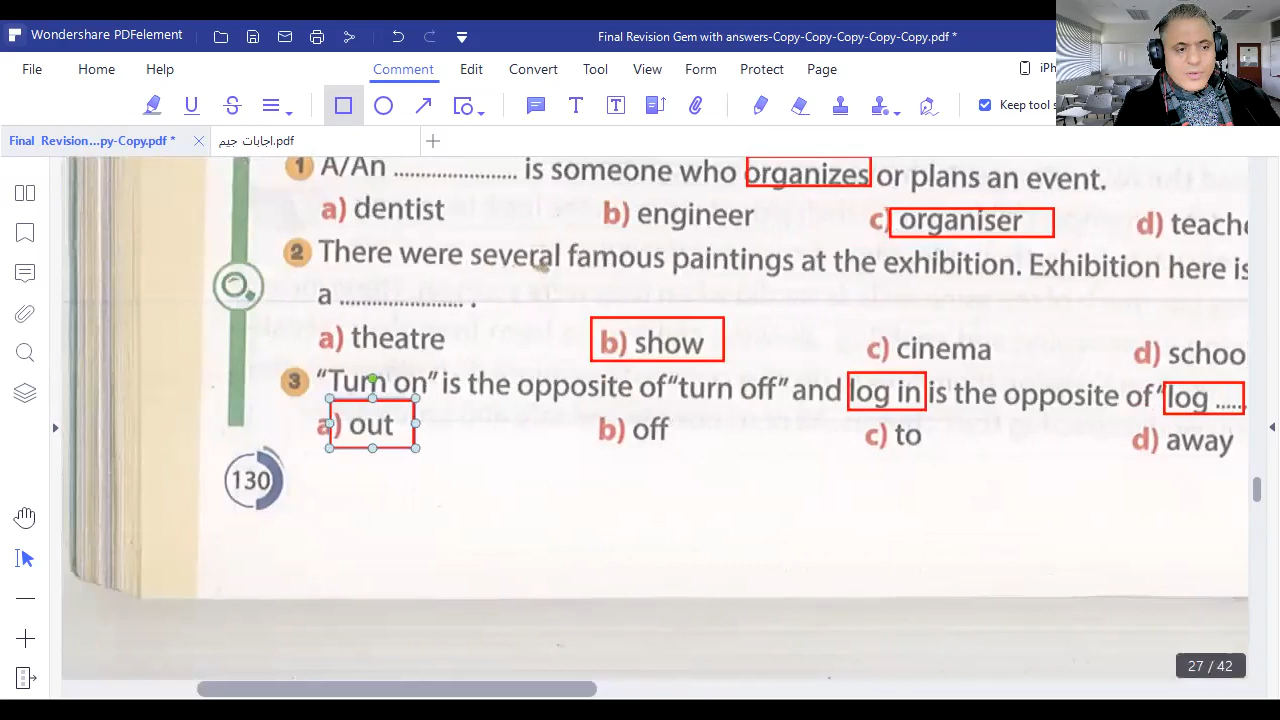 Wondershare PDFelement
Final Revision Gem with answers-Copy-Copy-Copy-Copy-Copy.pdf *
File Home Help Comment Edit Convert Tool View Form Protect Page
Keep tool
Final Revision...py-Copy.pdf *
اجابات جيم.pdf
1 A/An ...................... is someone who organizes or plans an event.
a) dentist b) engineer c) organiser d)
2 There were several famous paintings at the exhibition. Exhibition here is
a ...................... .
a) theatre b) show c) cinema d)
3 "Turn on" is the opposite of "turn off" and log in is the opposite of "log .....
a) out b) off c) to d) away
130
27 / 42